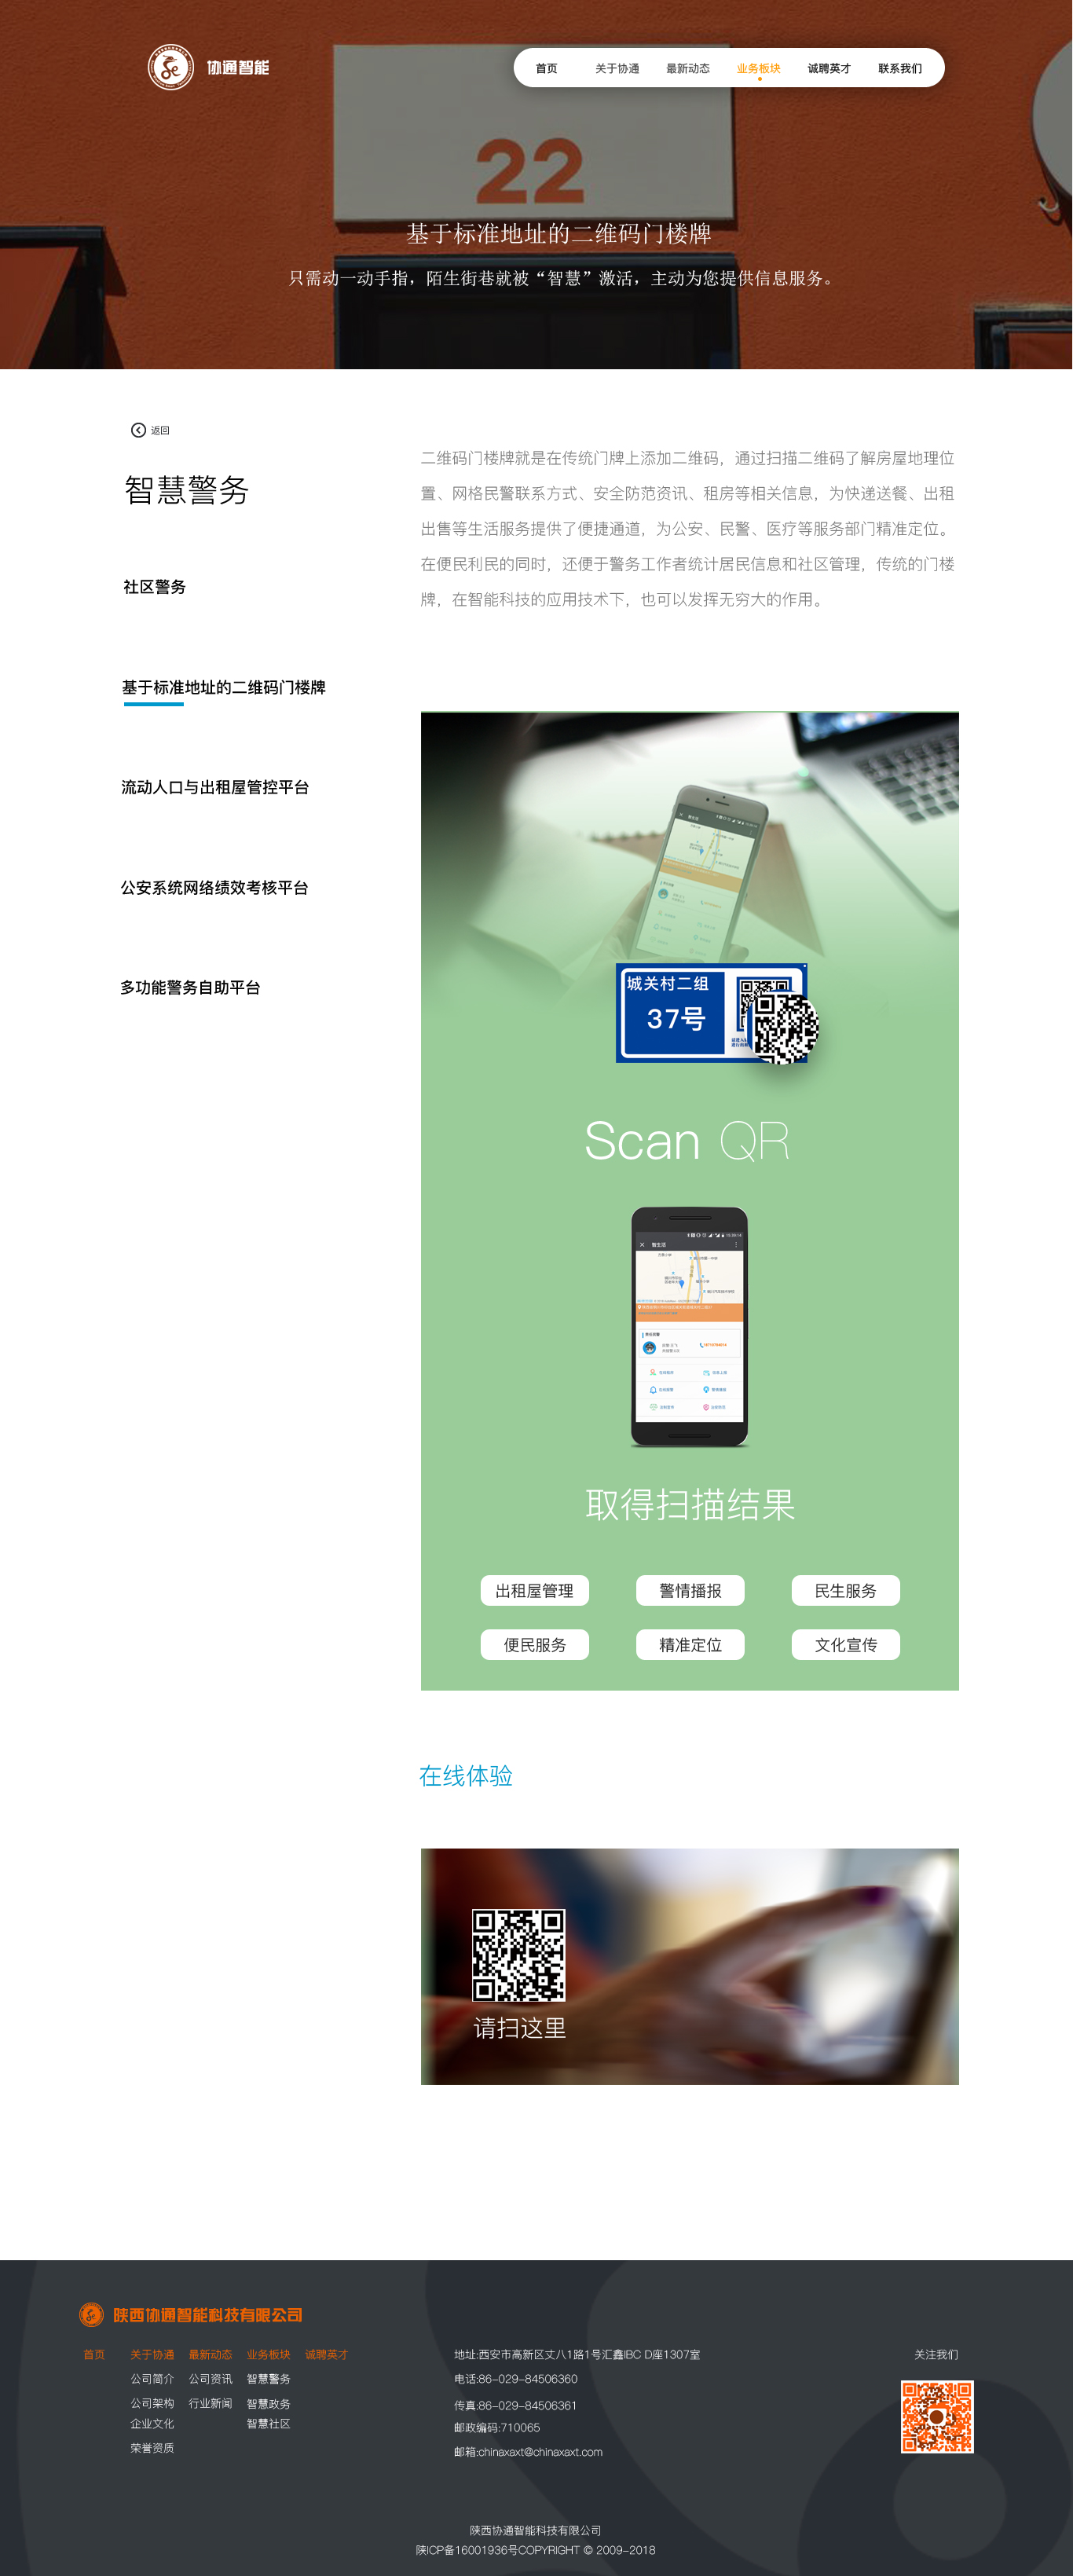 协通智能
首页 关于协通 最新动态 业务板块 诚聘英才 联系我们
22
基于标准地址的二维码门楼牌
只需动一动手指，陌生街巷就被“智慧”激活，主动为您提供信息服务。
返回
智慧警务
社区警务
基于标准地址的二维码门楼牌
流动人口与出租屋管控平台
公安系统网络绩效考核平台
多功能警务自助平台
二维码门楼牌就是在传统门牌上添加二维码，通过扫描二维码了解房屋地理位
置、网格民警联系方式、安全防范资讯、租房等相关信息，为快递送餐、出租
出售等生活服务提供了便捷通道，为公安、民警、医疗等服务部门精准定位。
在便民利民的同时，还便于警务工作者统计居民信息和社区管理，传统的门楼
牌，在智能科技的应用技术下，也可以发挥无穷大的作用。
城关村二组
37号
Scan QR
智生活
取得扫描结果
出租屋管理 警情播报 民生服务
便民服务 精准定位 文化宣传
在线体验
请扫这里
陕西协通智能科技有限公司
首页 关于协通 最新动态 业务板块 诚聘英才
公司简介 公司资讯 智慧警务
公司架构 行业新闻 智慧政务
企业文化 智慧社区
荣誉资质
地址:西安市高新区丈八1路1号汇鑫IBC D座1307室
电话:86-029-84506360
传真:86-029-84506361
邮政编码:710065
邮箱:chinaxaxt@chinaxaxt.com
关注我们
陕西协通智能科技有限公司
陕ICP备16001936号COPYRIGHT © 2009-2018